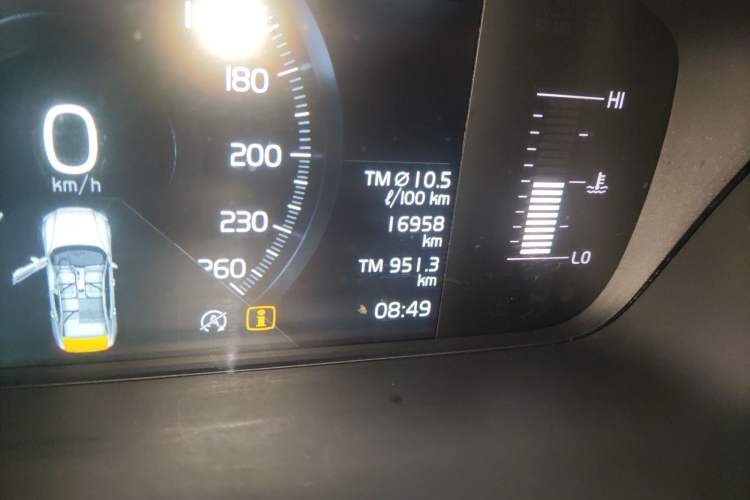 180
200
230
260
0
km/h
TM Ø 10.5
ℓ/100 km
16958
km
TM 951.3
km
08:49
HI
LO
A
i